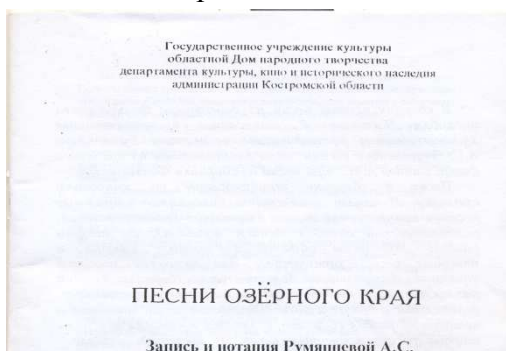 Государственное учреждение культуры
областной Дом народного творчества
департамента культуры, кино и исторического наследия
администрации Костромской области
ПЕСНИ ОЗЁРНОГО КРАЯ
Запись и нотация Румянцевой А.С.